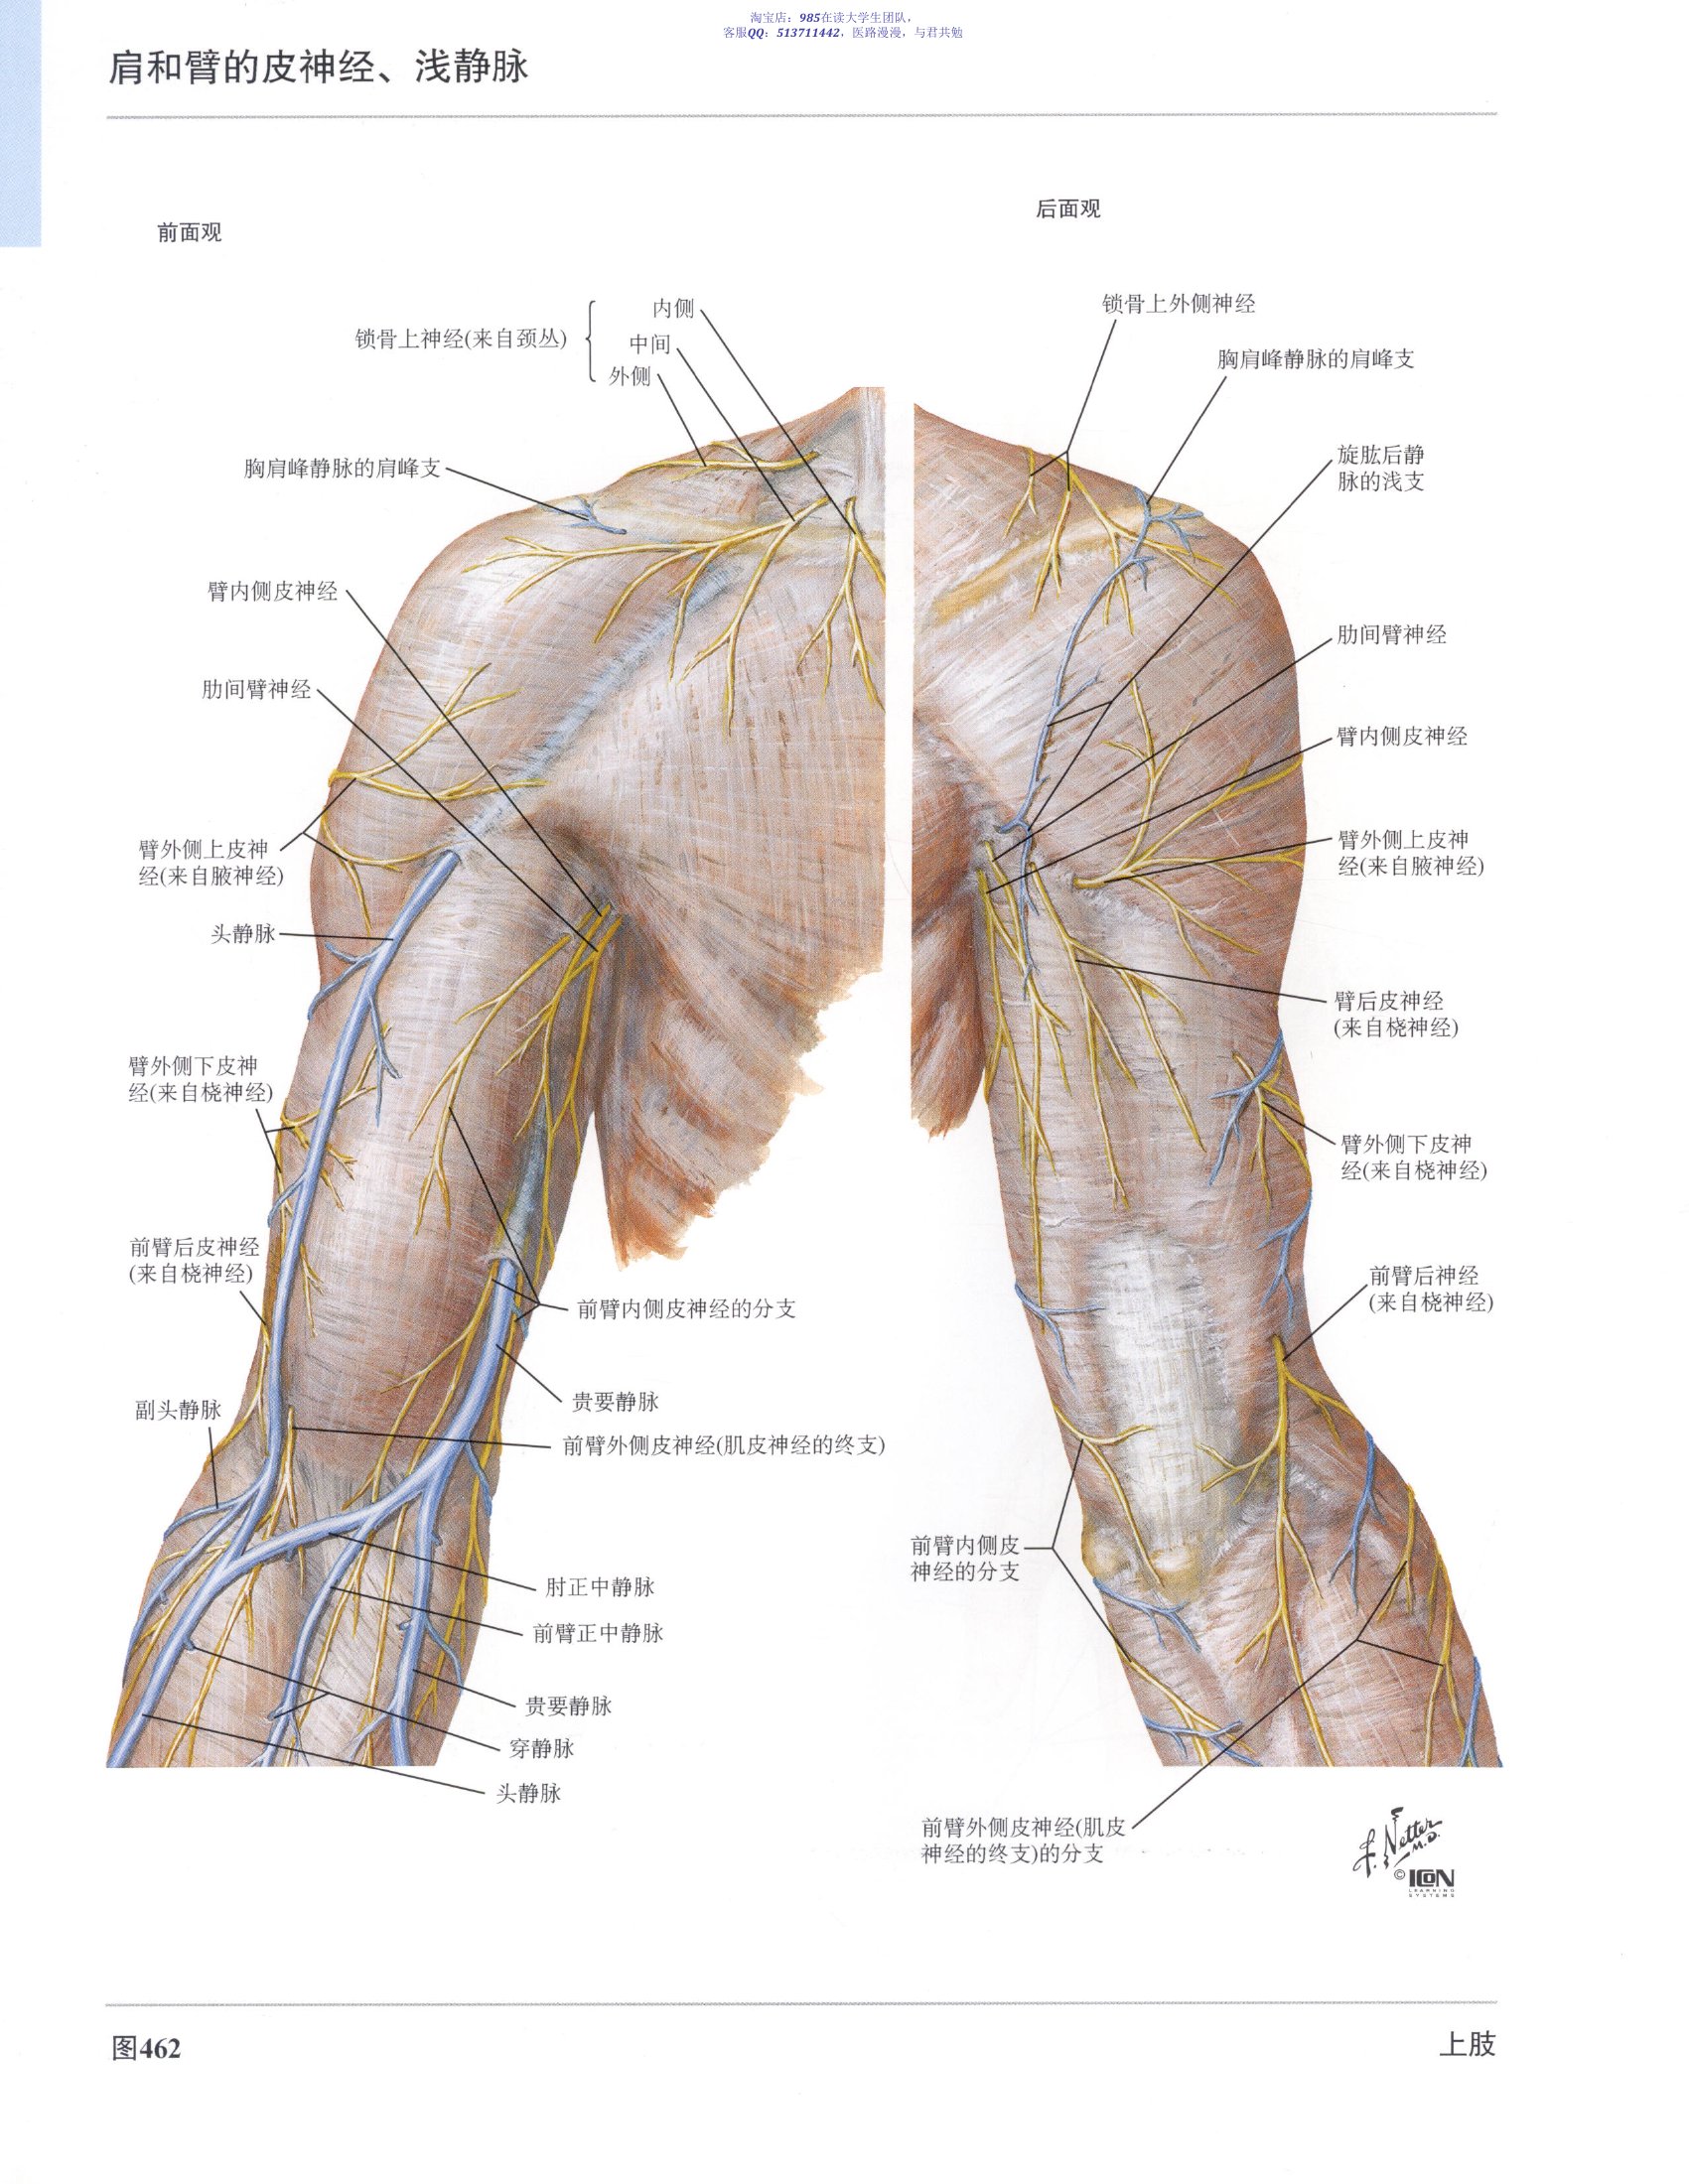 淘宝店：985在读大学生团队，
客服QQ：513711442，医路漫漫，与君共勉
肩和臂的皮神经、浅静脉
前面观
锁骨上神经(来自颈丛)
内侧
中间
外侧
胸肩峰静脉的肩峰支
臂内侧皮神经
肋间臂神经
臂外侧上皮神
经(来自腋神经)
头静脉
臂外侧下皮神
经(来自桡神经)
前臂后皮神经
(来自桡神经)
副头静脉
前臂内侧皮神经的分支
贵要静脉
前臂外侧皮神经(肌皮神经的终支)
肘正中静脉
前臂正中静脉
贵要静脉
穿静脉
头静脉
后面观
锁骨上外侧神经
胸肩峰静脉的肩峰支
旋肱后静
脉的浅支
肋间臂神经
臂内侧皮神经
臂外侧上皮神
经(来自腋神经)
臂后皮神经
(来自桡神经)
臂外侧下皮神
经(来自桡神经)
前臂后神经
(来自桡神经)
前臂内侧皮
神经的分支
前臂外侧皮神经(肌皮
神经的终支)的分支
F. Netter
M.D.
© ICON
LEARNING
SYSTEMS
图462
上肢